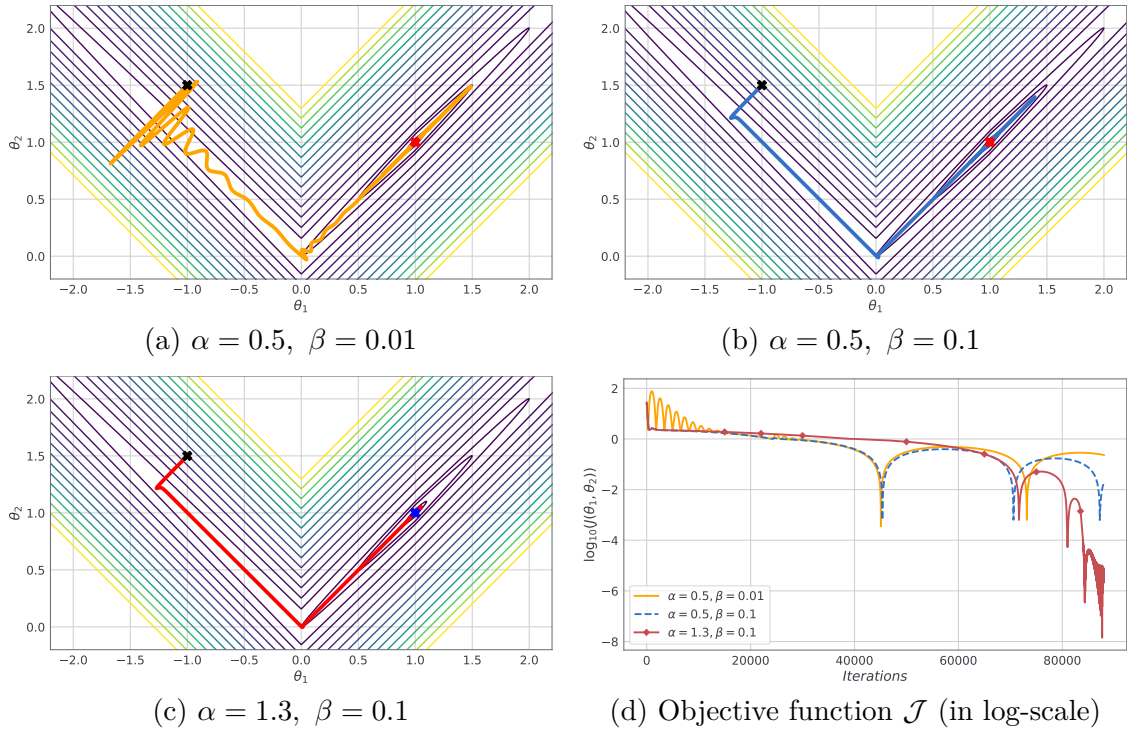 2.0
1.5
1.0
0.5
0.0
θ₂
−2.0 −1.5 −1.0 −0.5 0.0 0.5 1.0 1.5 2.0
θ₁
(a) α = 0.5, β = 0.01
2.0
1.5
1.0
0.5
0.0
θ₂
−2.0 −1.5 −1.0 −0.5 0.0 0.5 1.0 1.5 2.0
θ₁
(b) α = 0.5, β = 0.1
2.0
1.5
1.0
0.5
0.0
θ₂
−2.0 −1.5 −1.0 −0.5 0.0 0.5 1.0 1.5 2.0
θ₁
(c) α = 1.3, β = 0.1
2
0
−2
−4
−6
−8
log₁₀(J(θ₁, θ₂))
α = 0.5, β = 0.01
α = 0.5, β = 0.1
α = 1.3, β = 0.1
0 20000 40000 60000 80000
Iterations
(d) Objective function 𝒥 (in log-scale)